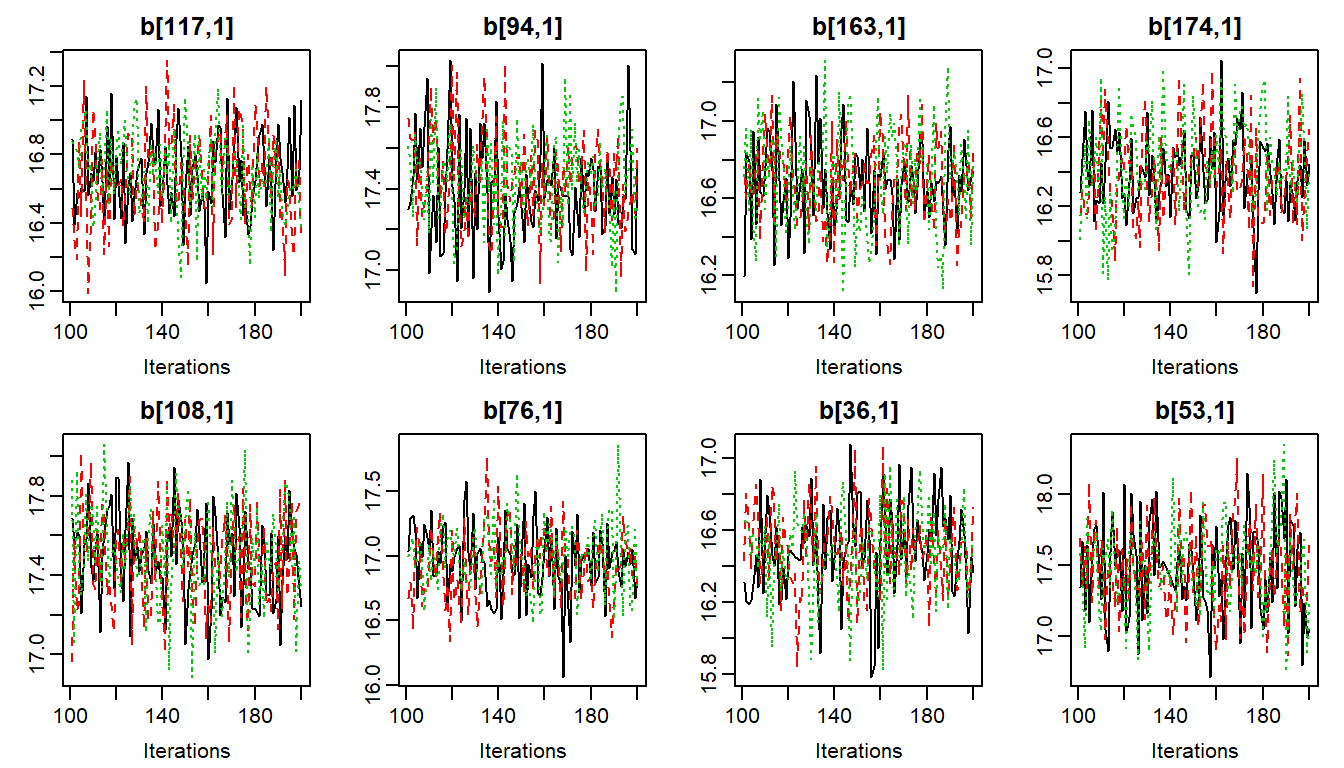 b[117,1] b[94,1] b[163,1] b[174,1]
17.2 16.8 16.4 16.0
17.8 17.4 17.0
17.0 16.6 16.2
17.0 16.6 16.2 15.8
100 140 180 100 140 180 100 140 180 100 140 180
Iterations Iterations Iterations Iterations
b[108,1] b[76,1] b[36,1] b[53,1]
17.8 17.4 17.0
17.5 17.0 16.5 16.0
17.0 16.6 16.2 15.8
18.0 17.5 17.0
100 140 180 100 140 180 100 140 180 100 140 180
Iterations Iterations Iterations Iterations